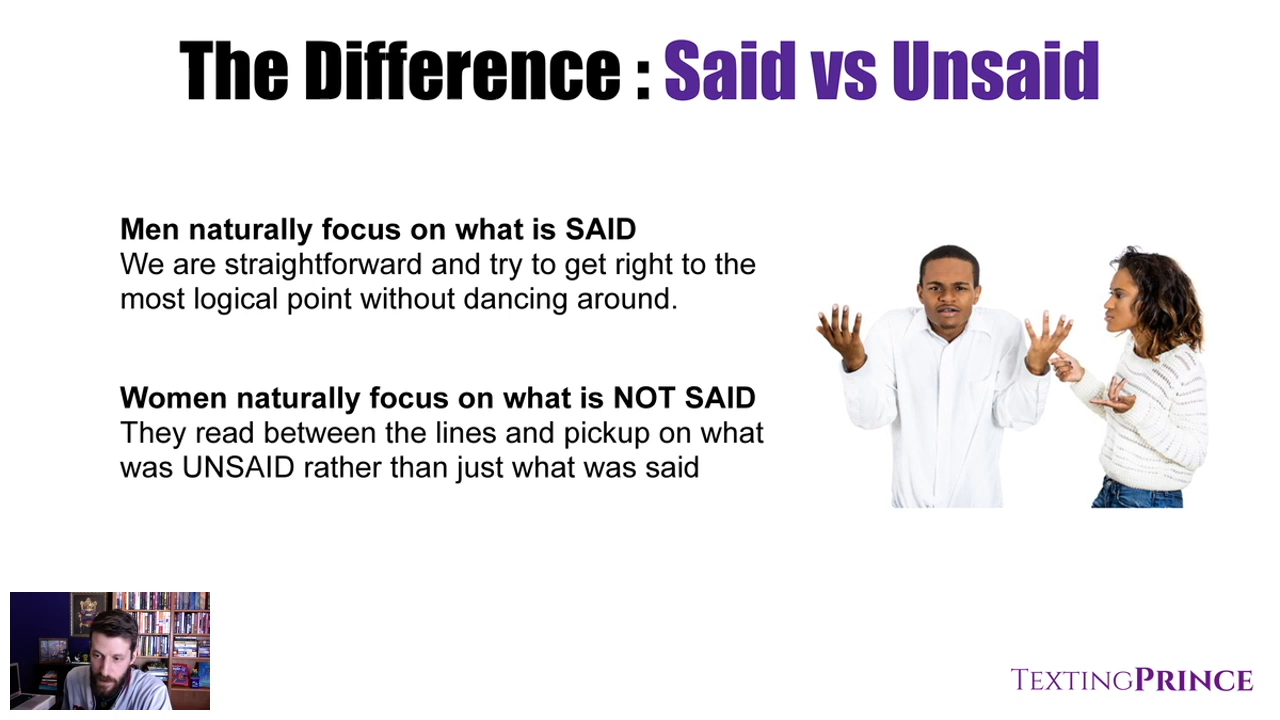 The Difference : Said vs Unsaid
Men naturally focus on what is SAID
We are straightforward and try to get right to the
most logical point without dancing around.
Women naturally focus on what is NOT SAID
They read between the lines and pickup on what
was UNSAID rather than just what was said
TEXTINGPRINCE